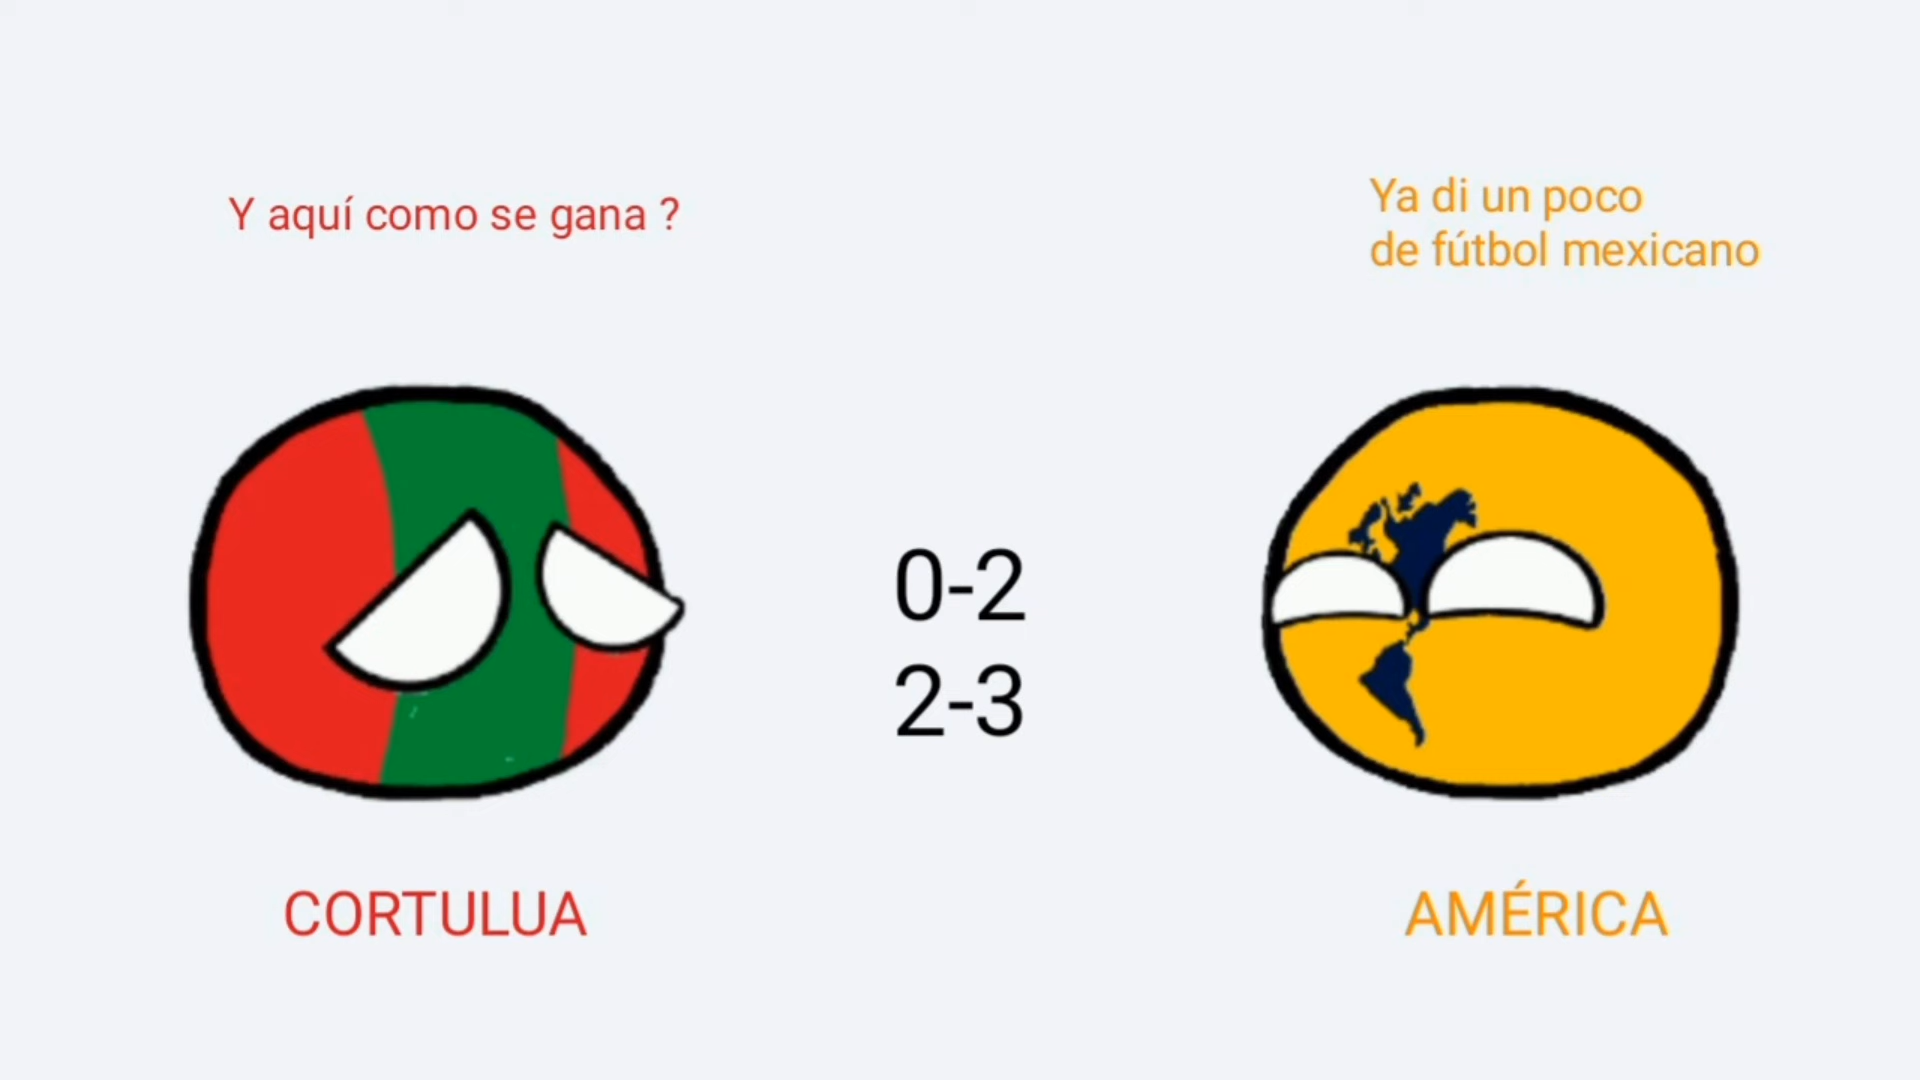 Y aquí como se gana ?
Ya di un poco
de fútbol mexicano
0-2
2-3
CORTULUA
AMÉRICA